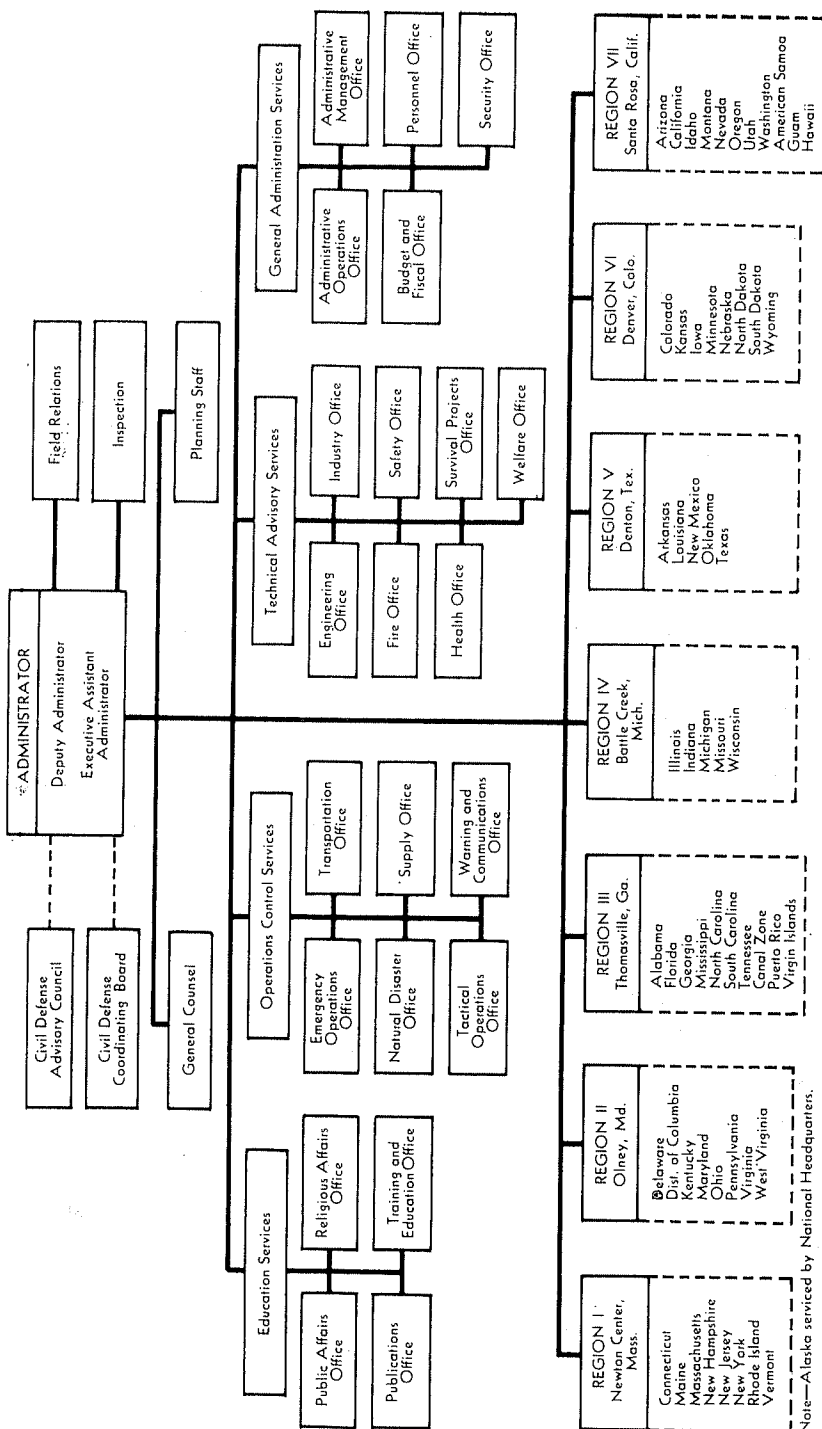 ADMINISTRATOR
Deputy Administrator
Executive Assistant
Administrator
Civil Defense
Advisory Council
Civil Defense
Coordinating Board
Field Relations
Inspection
General Counsel
Planning Staff
Education Services
Public Affairs
Office
Religious Affairs
Office
Publications
Office
Training and
Education Office
Operations Control Services
Emergency
Operations
Office
Transportation
Office
Natural Disaster
Office
Supply Office
Tactical
Operations
Office
Warning and
Communications
Office
Technical Advisory Services
Engineering
Office
Industry Office
Fire Office
Safety Office
Health Office
Survival Projects
Office
Welfare Office
General Administration Services
Administrative
Operations
Office
Administrative
Management
Office
Budget and
Fiscal Office
Personnel Office
Security Office
REGION I
Newton Center,
Mass.
Connecticut
Maine
Massachusetts
New Hampshire
New Jersey
New York
Rhode Island
Vermont
REGION II
Olney, Md.
Delaware
Dist. of Columbia
Kentucky
Maryland
Ohio
Pennsylvania
Virginia
West Virginia
REGION III
Thomasville, Ga.
Alabama
Florida
Georgia
Mississippi
North Carolina
South Carolina
Tennessee
Canal Zone
Puerto Rico
Virgin Islands
REGION IV
Battle Creek,
Mich.
Illinois
Indiana
Michigan
Missouri
Wisconsin
REGION V
Denton, Tex.
Arkansas
Louisiana
New Mexico
Oklahoma
Texas
REGION VI
Denver, Colo.
Colorado
Kansas
Iowa
Minnesota
Nebraska
North Dakota
South Dakota
Wyoming
REGION VII
Santa Rosa, Calif.
Arizona
California
Idaho
Montana
Nevada
Oregon
Utah
Washington
American Samoa
Guam
Hawaii
Note—Alaska serviced by National Headquarters.